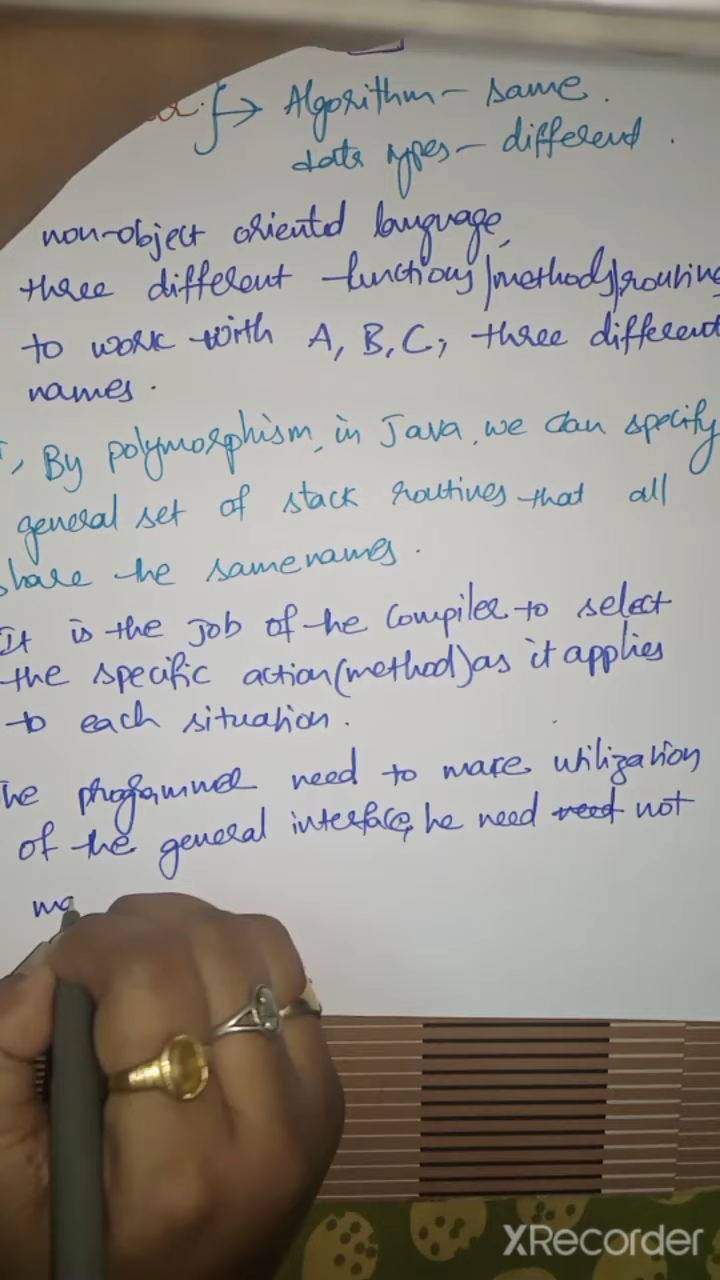 → Algorithm - same.
data types - different.
non-object oriented language,
three different functions/methods/routine
to work with A, B, C, three different
names.
, By polymorphism, in Java, we can specify
general set of stack routines that all
share the same names.
It is the job of the compiler to select
the specific action (method) as it applies
to each situation.
The programmer need to make utilization
of the general interface, he need need not
XRecorder